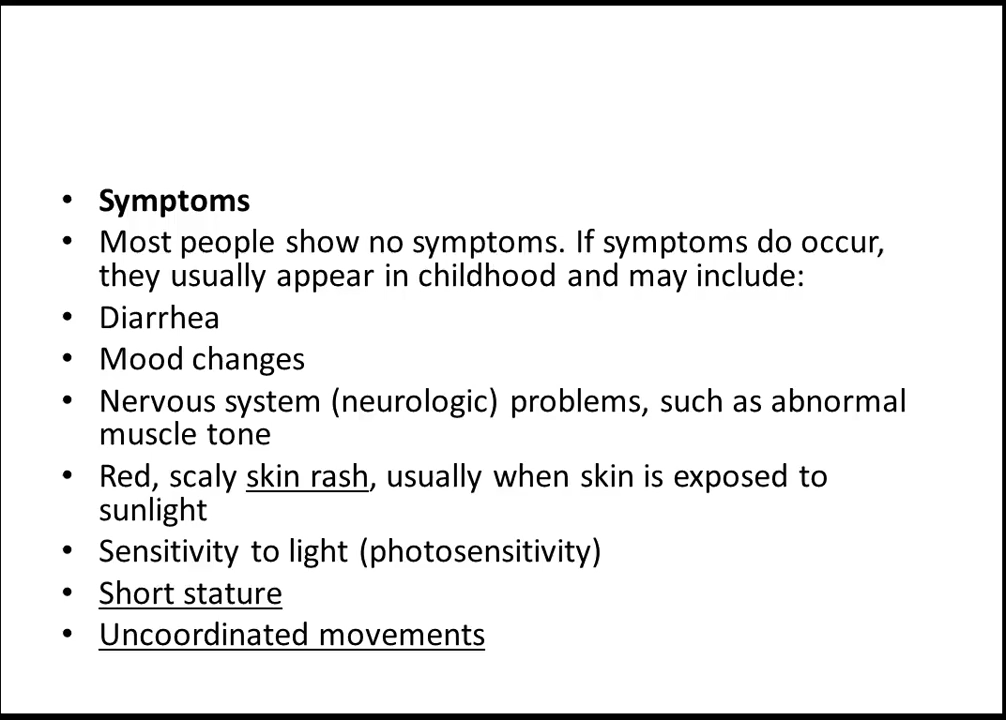 • Symptoms
• Most people show no symptoms. If symptoms do occur,
they usually appear in childhood and may include:
• Diarrhea
• Mood changes
• Nervous system (neurologic) problems, such as abnormal
muscle tone
• Red, scaly skin rash, usually when skin is exposed to
sunlight
• Sensitivity to light (photosensitivity)
• Short stature
• Uncoordinated movements